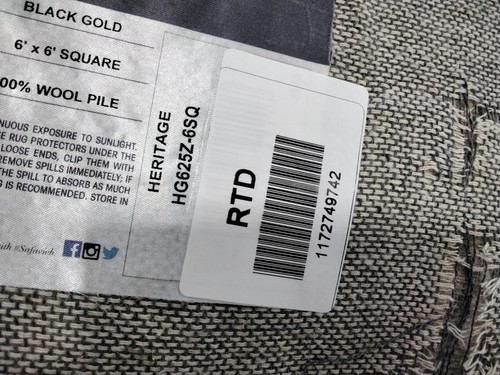 BLACK GOLD
6' x 6' SQUARE
00% WOOL PILE
NUOUS EXPOSURE TO SUNLIGHT.
RUG PROTECTORS UNDER THE
LOOSE ENDS, CLIP THEM WITH
REMOVE SPILLS IMMEDIATELY; IF
THE SPILL TO ABSORB AS MUCH
IS RECOMMENDED. STORE IN
ith @Safavieh
HERITAGE
HG625Z-6SQ
RTD
1172749742